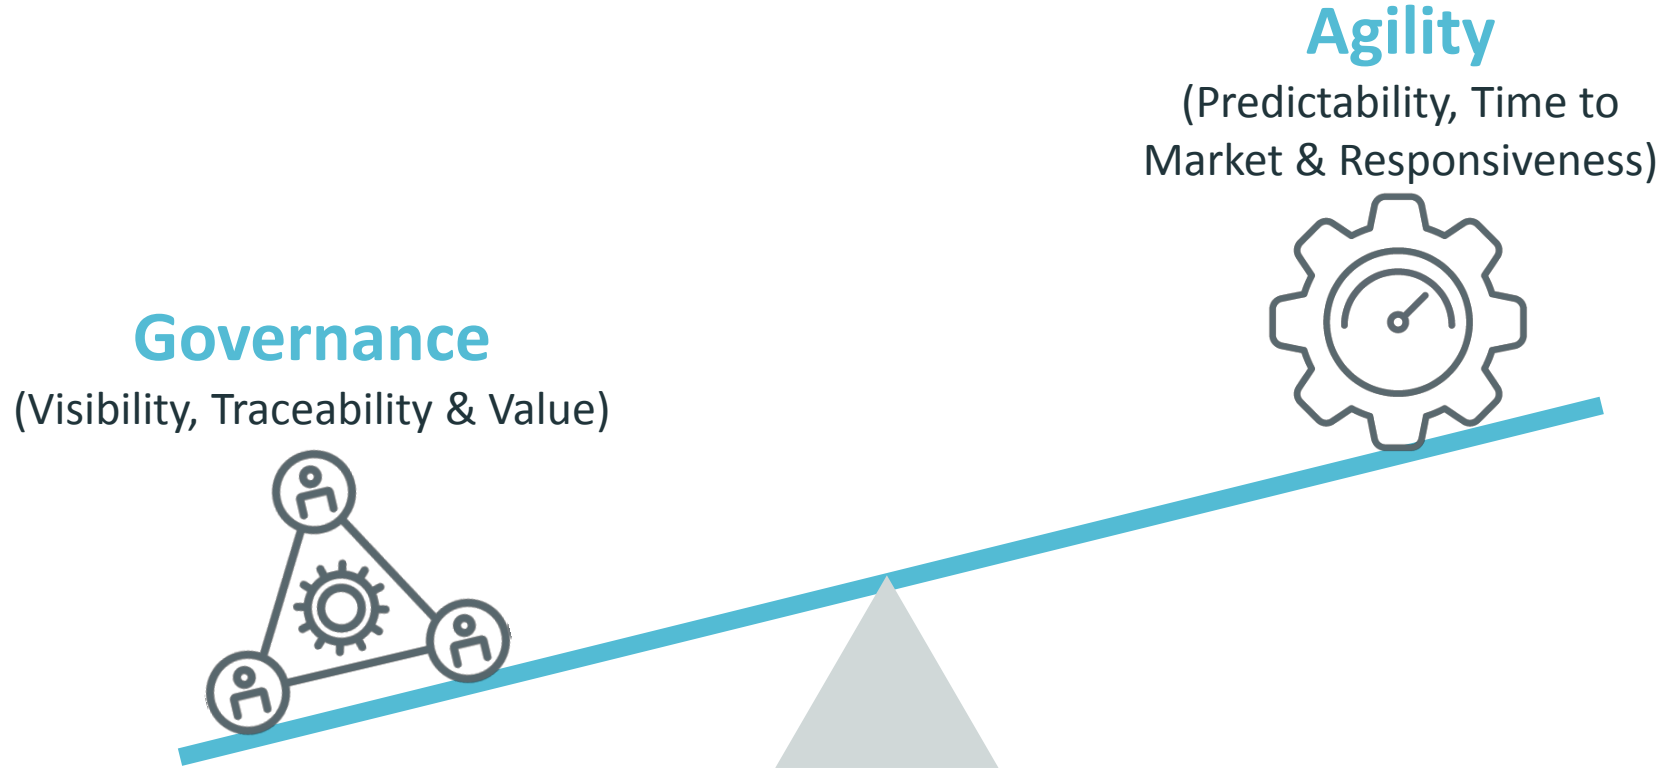 Agility
(Predictability, Time to
Market & Responsiveness)
Governance
(Visibility, Traceability & Value)